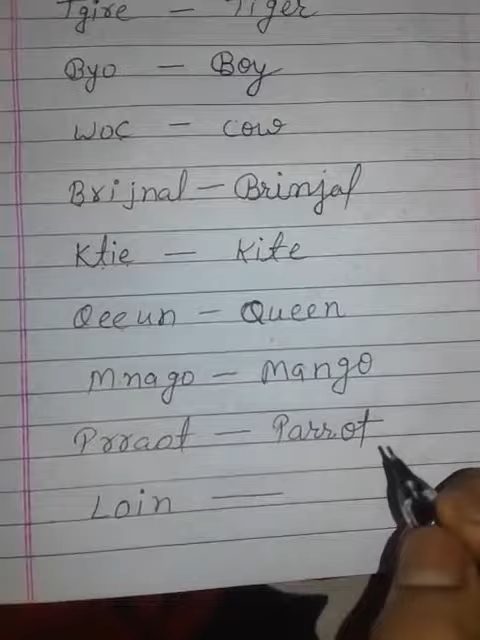 Tgire — Tiger
Byo — Boy
woc — cow
Brijnal — Brinjal
Ktie — Kite
Qeeun — Queen
Mnago — Mango
Prraot — Parrot
Loin —